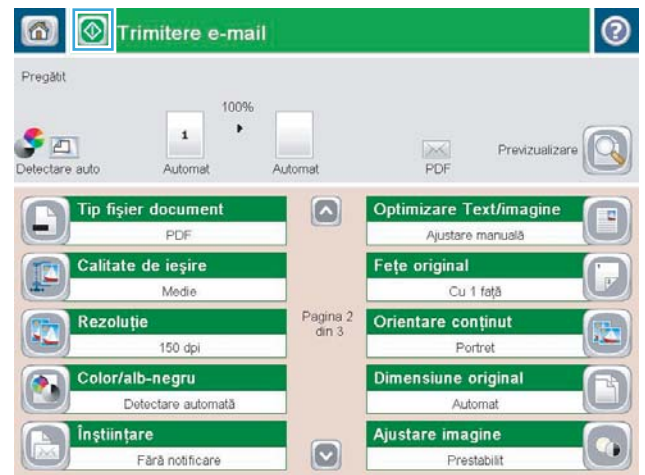 Trimitere e-mail
Pregătit
100%
1
Detectare auto
Automat
Automat
PDF
Previzualizare
Tip fişier document
PDF
Optimizare Text/imagine
Ajustare manuală
Calitate de ieşire
Medie
Feţe original
Cu 1 faţă
Rezoluţie
150 dpi
Pagina 2
din 3
Orientare conţinut
Portret
Color/alb-negru
Detectare automată
Dimensiune original
Automat
Înştiinţare
Fără notificare
Ajustare imagine
Prestabilit